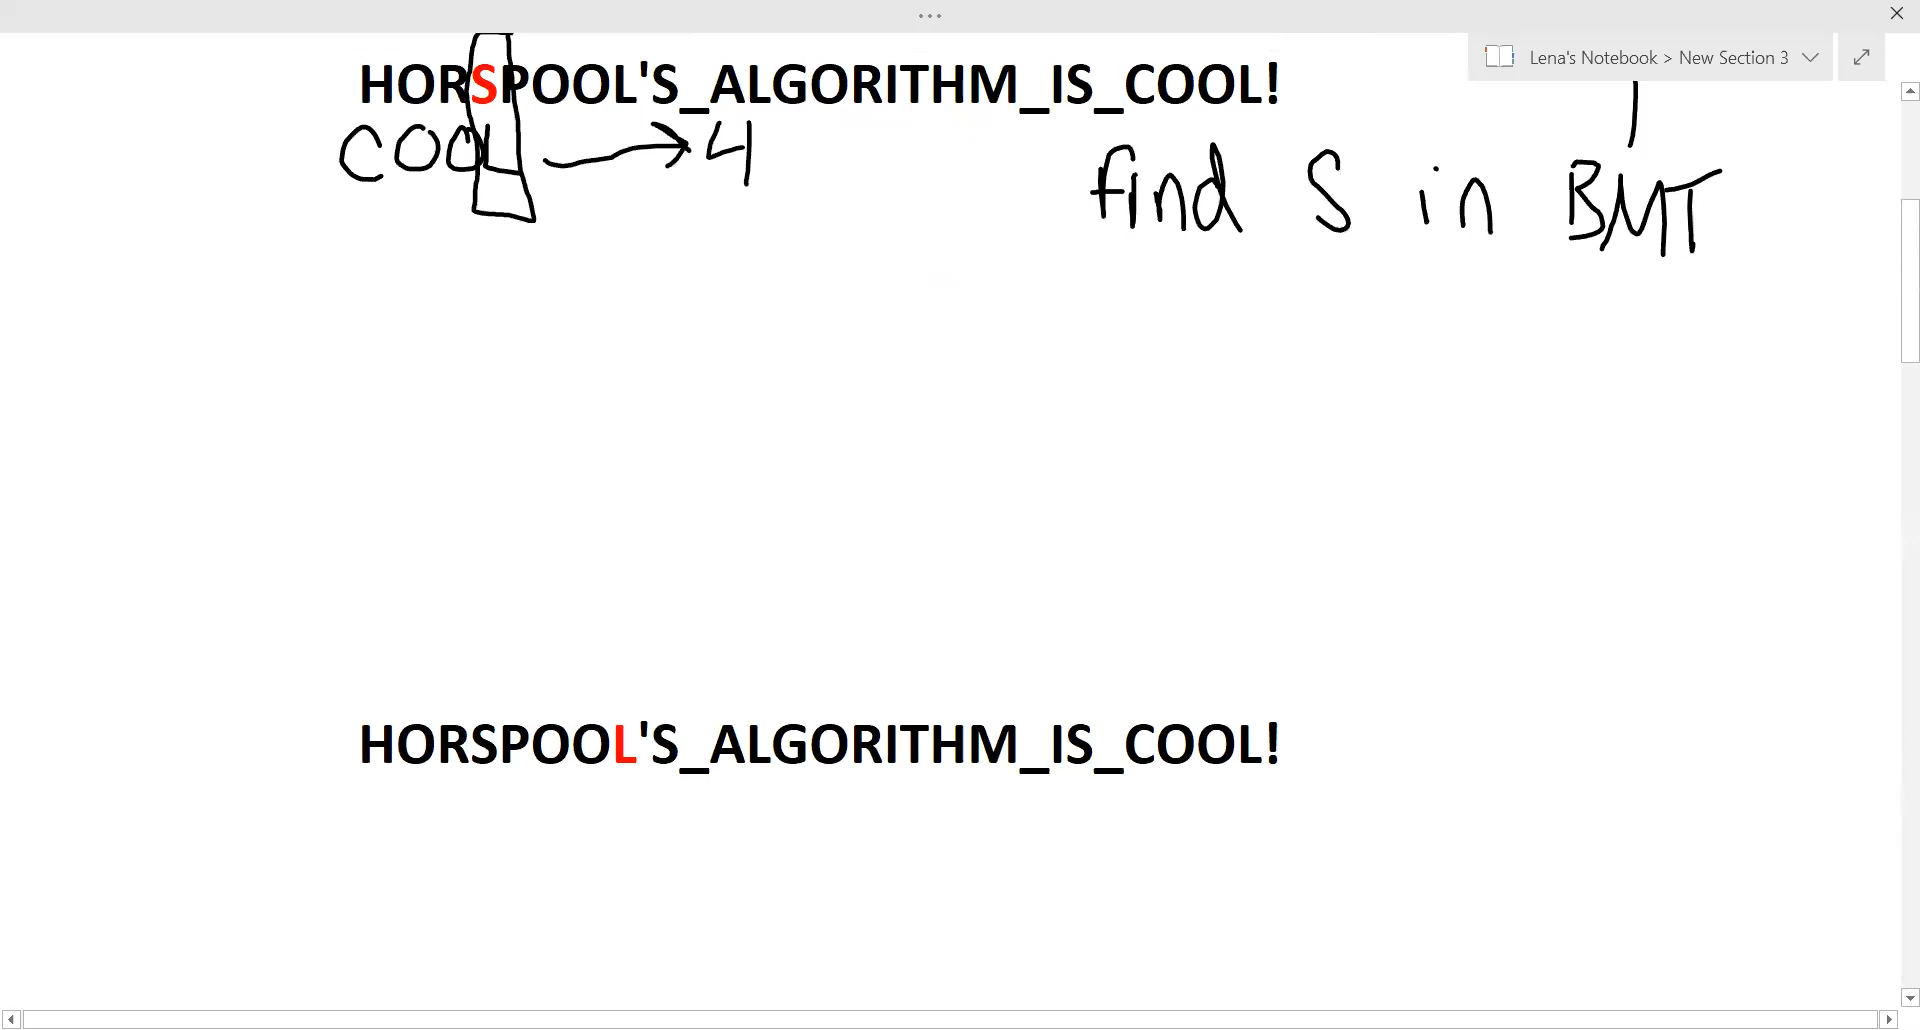 Lena's Notebook > New Section 3
HORSPOOL'S_ALGORITHM_IS_COOL!
COOL → 4
find S in BMT
HORSPOOL'S_ALGORITHM_IS_COOL!